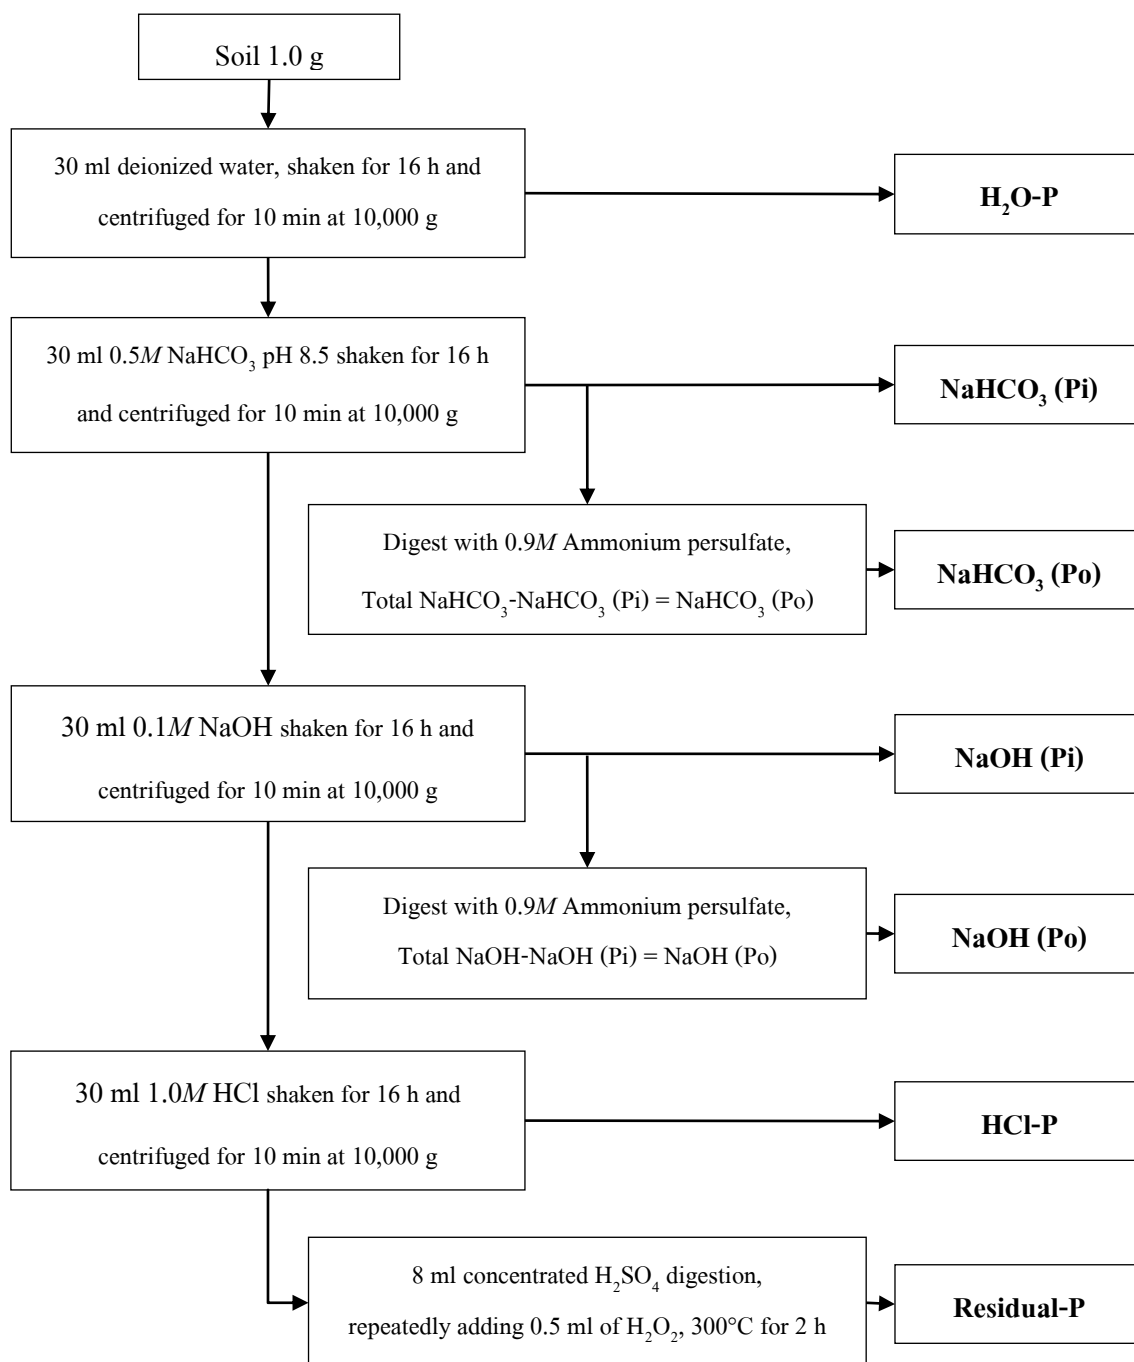 Soil 1.0 g
30 ml deionized water, shaken for 16 h and
centrifuged for 10 min at 10,000 g
H₂O-P
30 ml 0.5M NaHCO₃ pH 8.5 shaken for 16 h
and centrifuged for 10 min at 10,000 g
NaHCO₃ (Pi)
Digest with 0.9M Ammonium persulfate,
Total NaHCO₃-NaHCO₃ (Pi) = NaHCO₃ (Po)
NaHCO₃ (Po)
30 ml 0.1M NaOH shaken for 16 h and
centrifuged for 10 min at 10,000 g
NaOH (Pi)
Digest with 0.9M Ammonium persulfate,
Total NaOH-NaOH (Pi) = NaOH (Po)
NaOH (Po)
30 ml 1.0M HCl shaken for 16 h and
centrifuged for 10 min at 10,000 g
HCl-P
8 ml concentrated H₂SO₄ digestion,
repeatedly adding 0.5 ml of H₂O₂, 300°C for 2 h
Residual-P